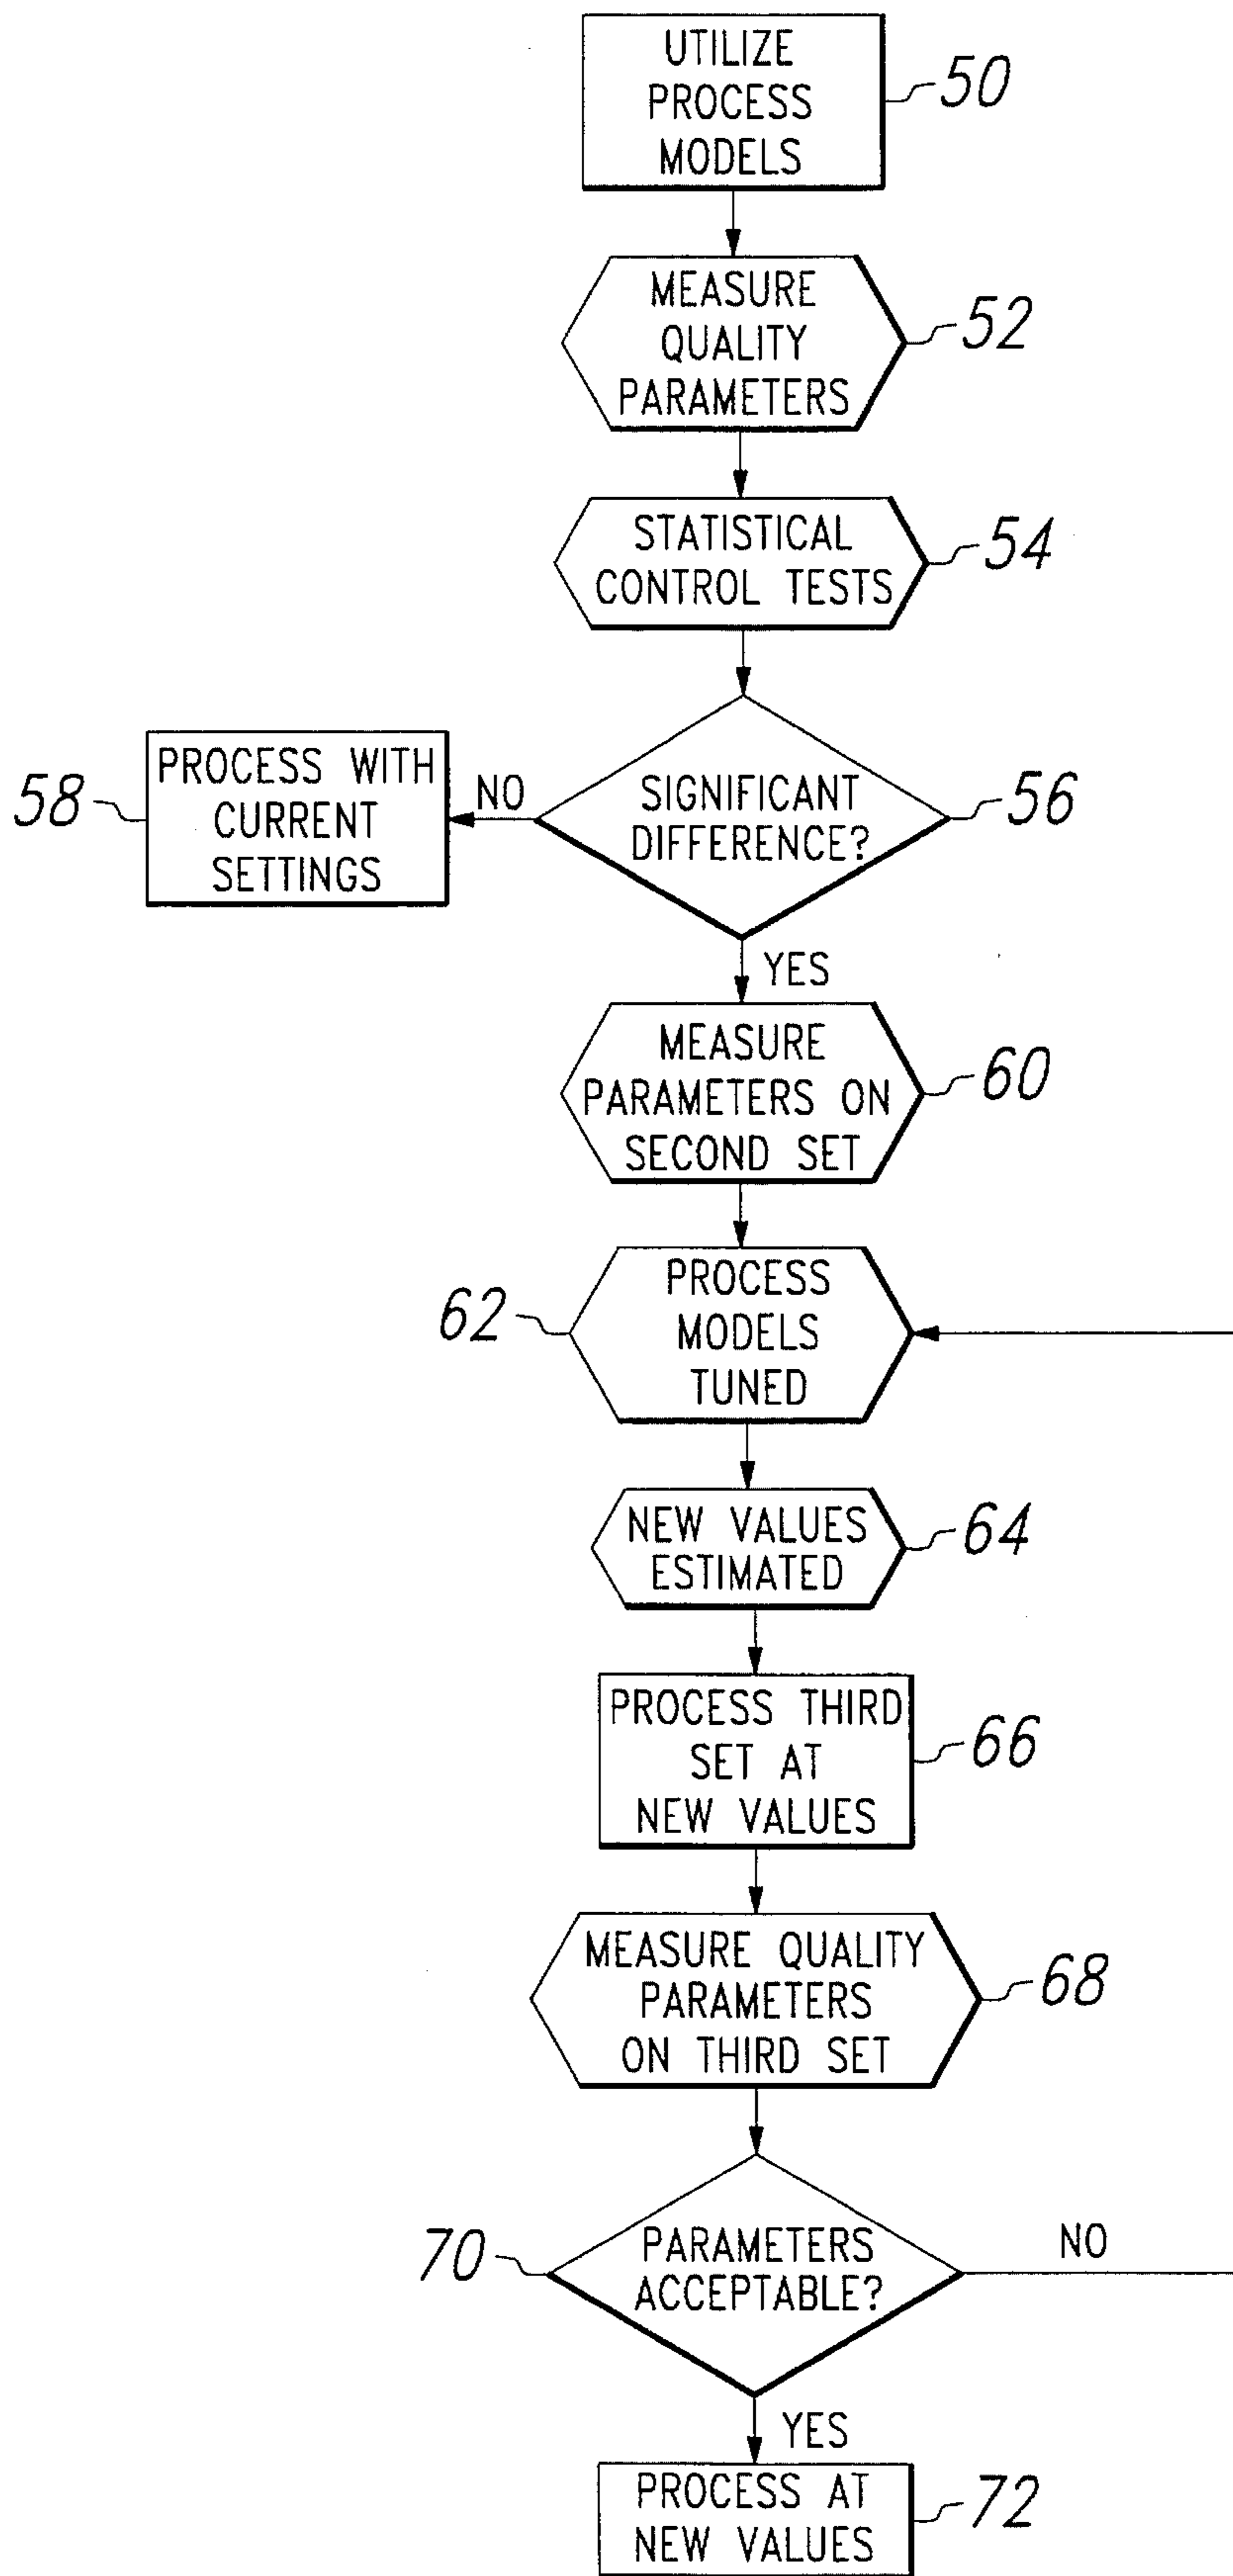 UTILIZE
PROCESS
MODELS
50
MEASURE
QUALITY
PARAMETERS
52
STATISTICAL
CONTROL TESTS
54
SIGNIFICANT
DIFFERENCE?
56
NO
PROCESS WITH
CURRENT
SETTINGS
58
YES
MEASURE
PARAMETERS ON
SECOND SET
60
PROCESS
MODELS
TUNED
62
NEW VALUES
ESTIMATED
64
PROCESS THIRD
SET AT
NEW VALUES
66
MEASURE QUALITY
PARAMETERS
ON THIRD SET
68
PARAMETERS
ACCEPTABLE?
70
NO
YES
PROCESS AT
NEW VALUES
72